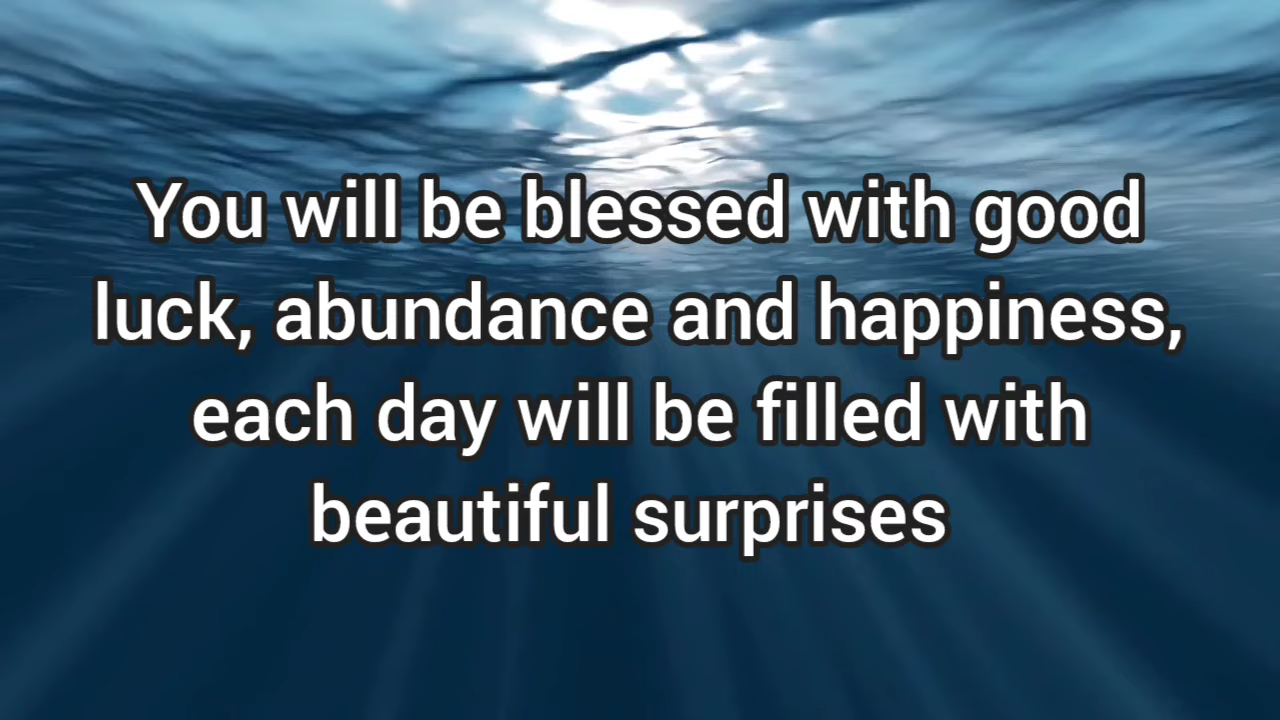 You will be blessed with good
luck, abundance and happiness,
each day will be filled with
beautiful surprises